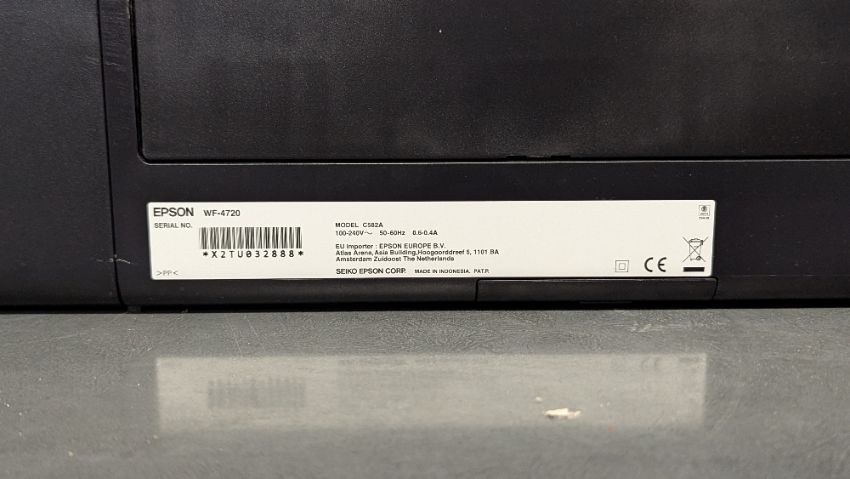 EPSON WF-4720
SERIAL NO.
*X2TU032888*
>PP<
MODEL C582A
100-240V～ 50-60Hz 0.6-0.4A
EU Importer : EPSON EUROPE B.V.
Atlas Arena, Asia Building,Hoogoorddreef 5, 1101 BA
Amsterdam Zuidoost The Netherlands
SEIKO EPSON CORP. MADE IN INDONESIA. PAT.P.
CE